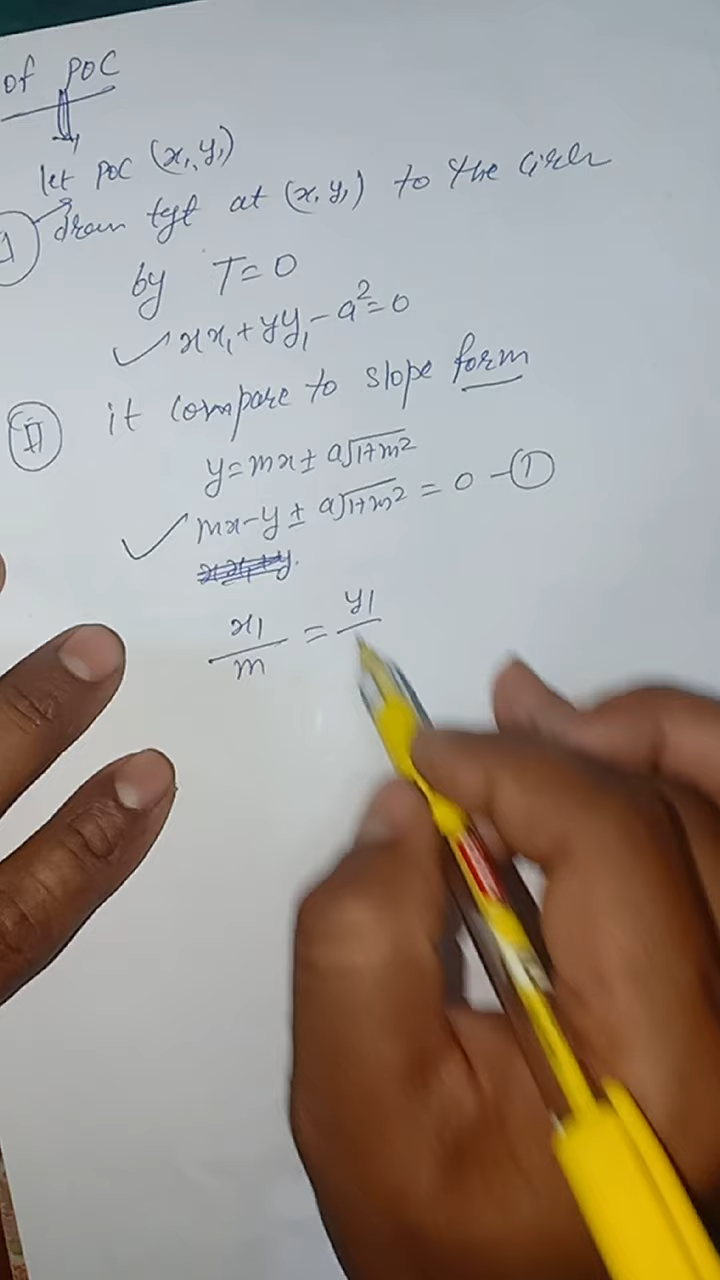 of POC
let POC (x₁, y₁)
I draw tgt at (x₁ y₁) to the circle
by T=0
✓ xx₁+yy₁-a²=0
II it compare to slope form
y=mx±a√1+m²
✓ mx-y±a√1+m² = 0 -①
x₁/m = y₁/